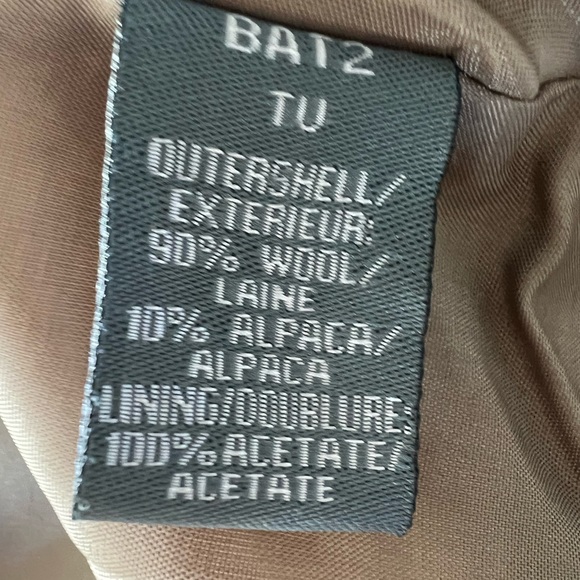 BAT2
TU
OUTERSHELL/
EXTERIEUR:
90% WOOL/
LAINE
10% ALPACA/
ALPACA
LINING/DOUBLURE:
100% ACETATE/
ACETATE